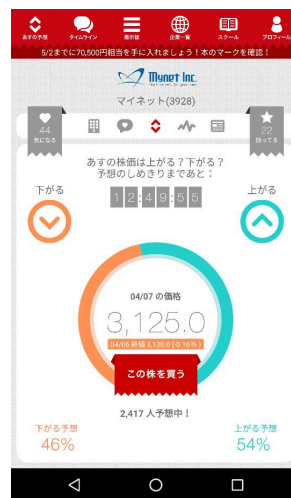 あすの予想 タイムライン 掲示板 企業一覧 スクール プロフィール
5/2までに70,500円相当を手に入れましょう！本のマークを確認！
Mynet Inc.
マイネット(3928)
44
気になる
22
持ってる
あすの株価は上がる？下がる？
予想のしめきりまであと：
下がる
12:49:55
上がる
04/07 の価格
3,125.0
04/06 終値 3,130.0 (-0.16%)
この株を買う
2,417 人予想中！
下がる予想
46%
上がる予想
54%